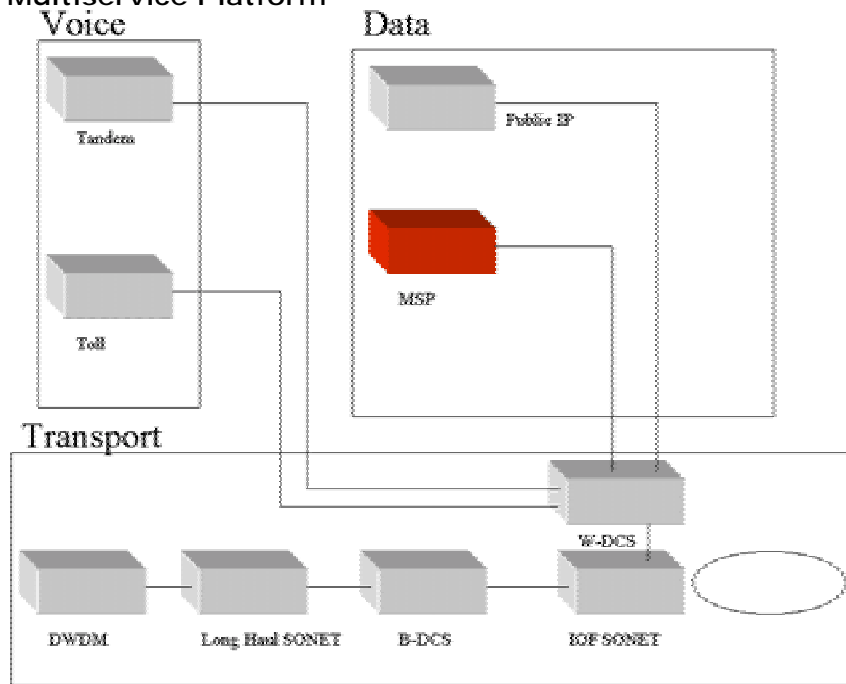 Multiservice Platform
Voice
Data
Tandem
Public IP
MSP
Toll
Transport
W-DCS
DWDM
Long Haul SONET
B-DCS
IOF SONET